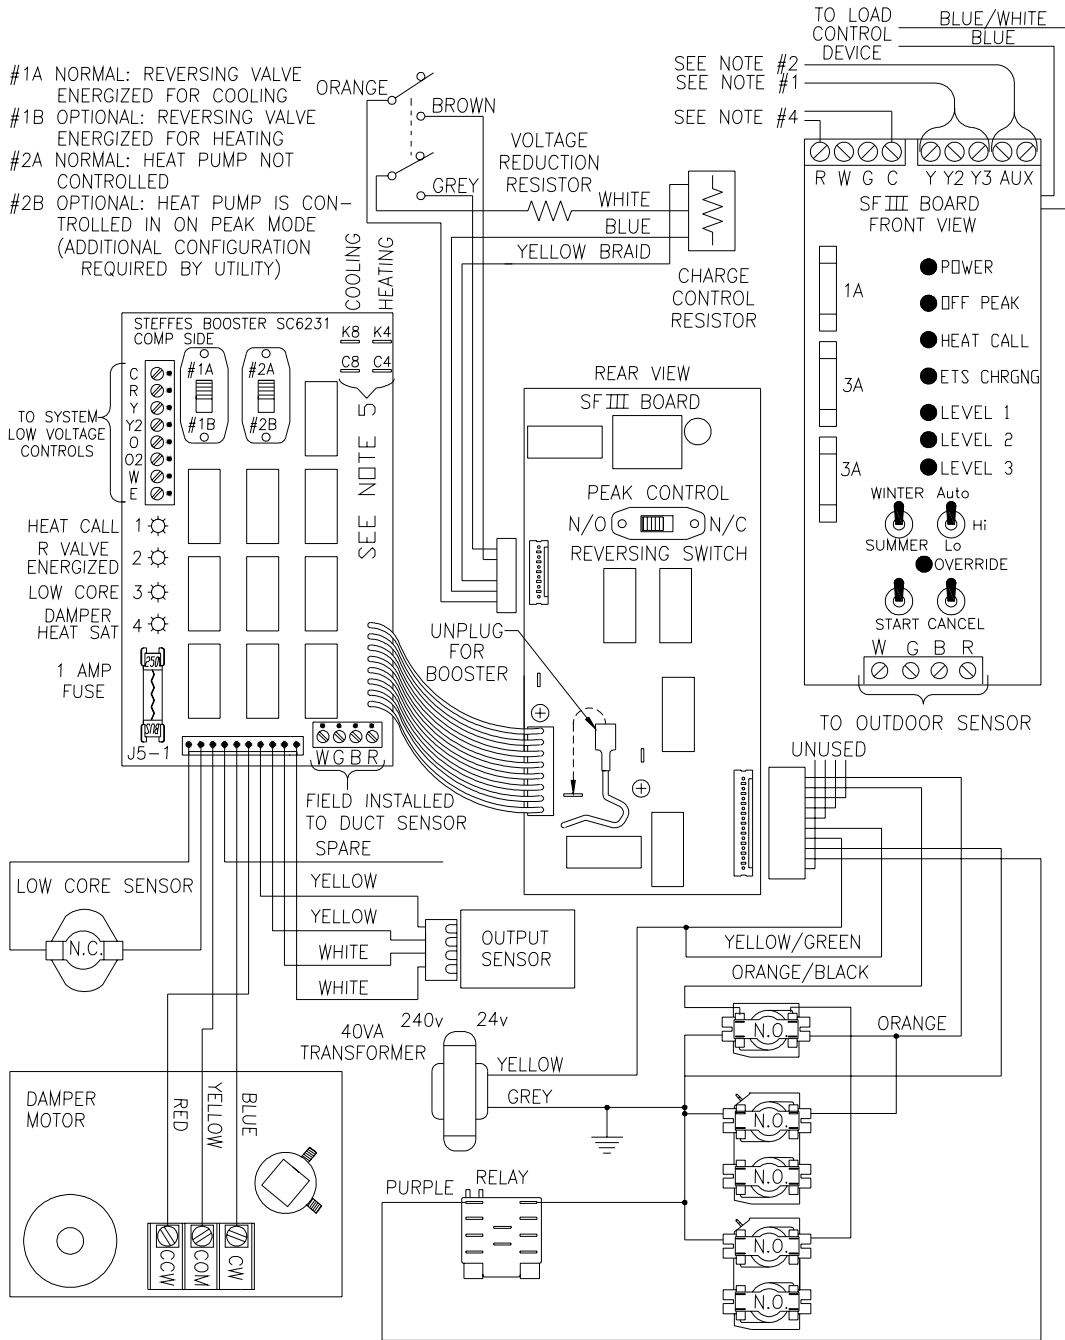 TO LOAD
CONTROL
DEVICE
BLUE/WHITE
BLUE
#1A NORMAL: REVERSING VALVE
ENERGIZED FOR COOLING
#1B OPTIONAL: REVERSING VALVE
ENERGIZED FOR HEATING
#2A NORMAL: HEAT PUMP NOT
CONTROLLED
#2B OPTIONAL: HEAT PUMP IS CON-
TROLLED IN ON PEAK MODE
(ADDITIONAL CONFIGURATION
REQUIRED BY UTILITY)
ORANGE
BROWN
GREY
VOLTAGE
REDUCTION
RESISTOR
WHITE
BLUE
YELLOW BRAID
CHARGE
CONTROL
RESISTOR
SEE NOTE #2
SEE NOTE #1
SEE NOTE #4
R W G C Y Y2 Y3 AUX
SF III BOARD
FRONT VIEW
1A
3A
3A
POWER
OFF PEAK
HEAT CALL
ETS CHRGNG
LEVEL 1
LEVEL 2
LEVEL 3
WINTER Auto
Hi
SUMMER Lo
OVERRIDE
START CANCEL
W G B R
TO OUTDOOR SENSOR
COOLING
HEATING
STEFFES BOOSTER SC6231
COMP SIDE
K8 K4
C8 C4
#1A
#1B
#2A
#2B
SEE NOTE 5
C
R
Y
Y2
O
O2
W
E
TO SYSTEM
LOW VOLTAGE
CONTROLS
HEAT CALL 1
R VALVE
ENERGIZED 2
LOW CORE 3
DAMPER
HEAT SAT 4
1 AMP
FUSE
250V
BUSS
J5-1
W G B R
FIELD INSTALLED
TO DUCT SENSOR
REAR VIEW
SF III BOARD
PEAK CONTROL
N/O N/C
REVERSING SWITCH
UNPLUG
FOR
BOOSTER
UNUSED
SPARE
YELLOW
YELLOW
WHITE
WHITE
LOW CORE SENSOR
N.C.
OUTPUT
SENSOR
YELLOW/GREEN
ORANGE/BLACK
ORANGE
N.O.
N.O.
N.O.
N.O.
N.O.
240v 24v
40VA
TRANSFORMER
YELLOW
GREY
DAMPER
MOTOR
RED
YELLOW
BLUE
CCW
COM
CW
PURPLE
RELAY